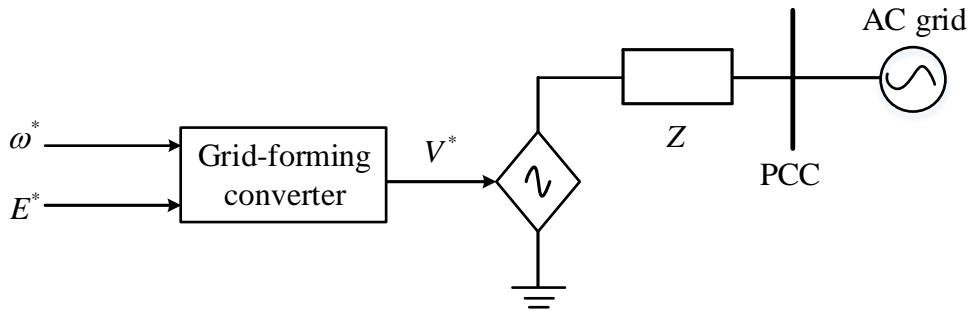 AC grid
ω*
E*
Grid-forming
converter
V*
Z
PCC